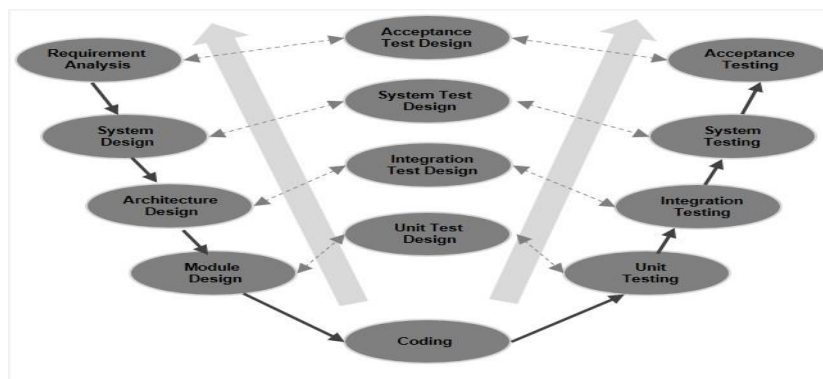 Requirement
Analysis
Acceptance
Test Design
Acceptance
Testing
System
Design
System Test
Design
System
Testing
Architecture
Design
Integration
Test Design
Integration
Testing
Module
Design
Unit Test
Design
Unit
Testing
Coding